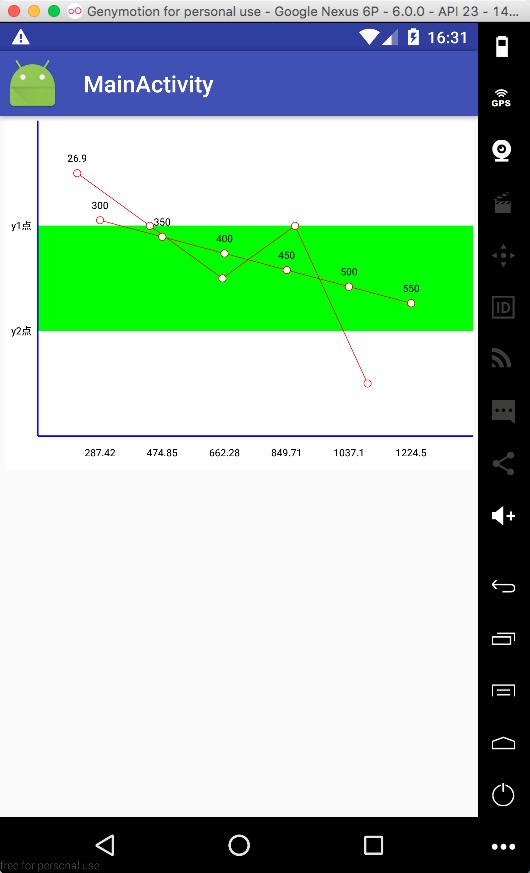 Genymotion for personal use - Google Nexus 6P - 6.0.0 - API 23 - 14...
16:31
GPS
MainActivity
26.9
300
y1点
350
400
450
500
550
y2点
287.42 474.85 662.28 849.71 1037.1 1224.5
ID
free for personal use